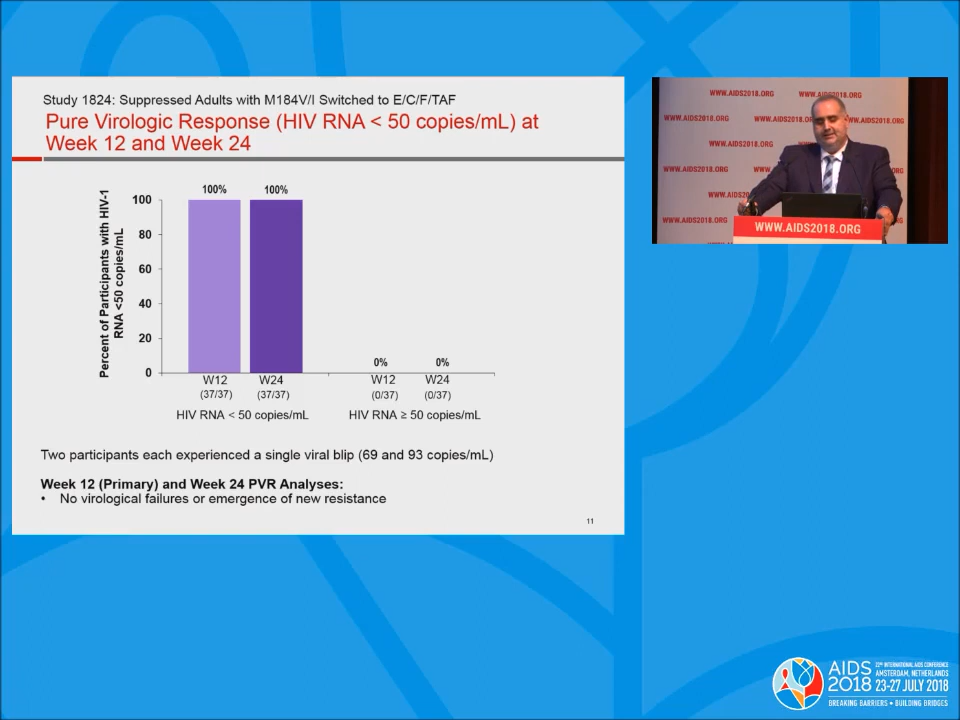 Study 1824: Suppressed Adults with M184V/I Switched to E/C/F/TAF
Pure Virologic Response (HIV RNA < 50 copies/mL) at
Week 12 and Week 24
Percent of Participants with HIV-1
RNA <50 copies/mL
100
80
60
40
20
0
100%
100%
0%
0%
W12
W24
W12
W24
(37/37)
(37/37)
(0/37)
(0/37)
HIV RNA < 50 copies/mL
HIV RNA ≥ 50 copies/mL
Two participants each experienced a single viral blip (69 and 93 copies/mL)
Week 12 (Primary) and Week 24 PVR Analyses:
• No virological failures or emergence of new resistance
11
WWW.AIDS2018.ORG
WWW.AIDS2018.ORG
WWW.AIDS2018.ORG
WWW.AIDS2018.ORG
WWW.AIDS2018.ORG
AIDS
2018
22ND INTERNATIONAL AIDS CONFERENCE
AMSTERDAM, NETHERLANDS
23-27 JULY 2018
BREAKING BARRIERS • BUILDING BRIDGES